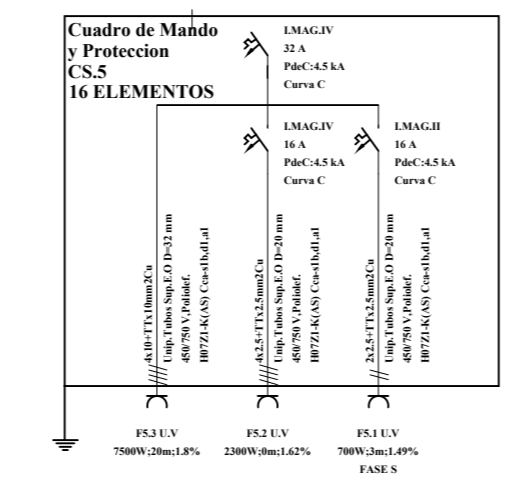 Cuadro de Mando
y Proteccion
CS.5
16 ELEMENTOS
I.MAG.IV
32 A
PdeC:4.5 kA
Curva C
I.MAG.IV
16 A
PdeC:4.5 kA
Curva C
I.MAG.II
16 A
PdeC:4.5 kA
Curva C
4x10+TTx10mm2Cu
Unip.Tubos Sup.E.O D=32 mm
450/750 V,Poliolef.
H07Z1-K(AS) Cca-s1b,d1,a1
4x2.5+TTx2.5mm2Cu
Unip.Tubos Sup.E.O D=20 mm
450/750 V,Poliolef.
H07Z1-K(AS) Cca-s1b,d1,a1
2x2.5+TTx2.5mm2Cu
Unip.Tubos Sup.E.O D=20 mm
450/750 V,Poliolef.
H07Z1-K(AS) Cca-s1b,d1,a1
F5.3 U.V
7500W;20m;1.8%
F5.2 U.V
2300W;0m;1.62%
F5.1 U.V
700W;3m;1.49%
FASE S